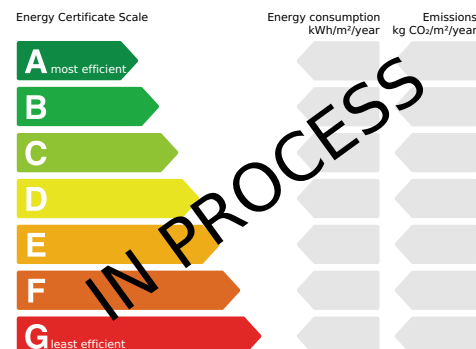 Energy Certificate Scale
Energy consumption
kWh/m²/year
Emissions
kg CO₂/m²/year
A most efficient
B
C
D
E
F
G least efficient
IN PROCESS